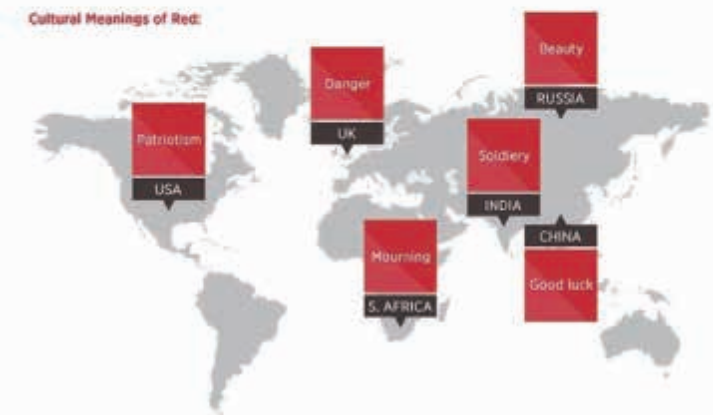 Cultural Meanings of Red:
Beauty
RUSSIA
Danger
UK
Patriotism
USA
Soldiery
INDIA
CHINA
Good luck
Mourning
S. AFRICA